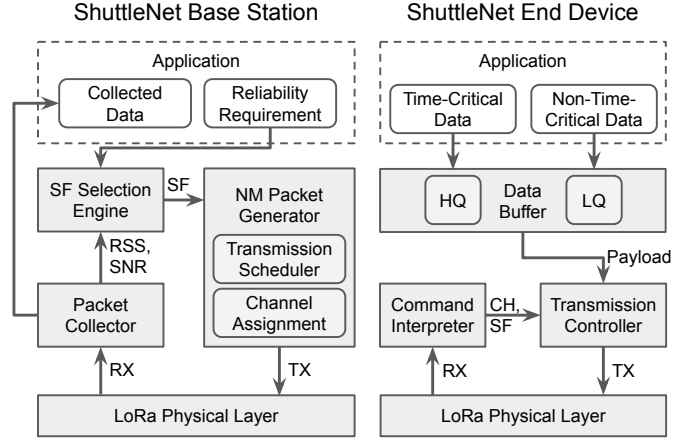 ShuttleNet Base Station
Application
Collected
Data
Reliability
Requirement
SF Selection
Engine
SF
NM Packet
Generator
Transmission
Scheduler
Channel
Assignment
RSS,
SNR
Packet
Collector
RX
TX
LoRa Physical Layer
ShuttleNet End Device
Application
Time-Critical
Data
Non-Time-
Critical Data
HQ
Data
Buffer
LQ
Payload
Command
Interpreter
CH,
SF
Transmission
Controller
RX
TX
LoRa Physical Layer